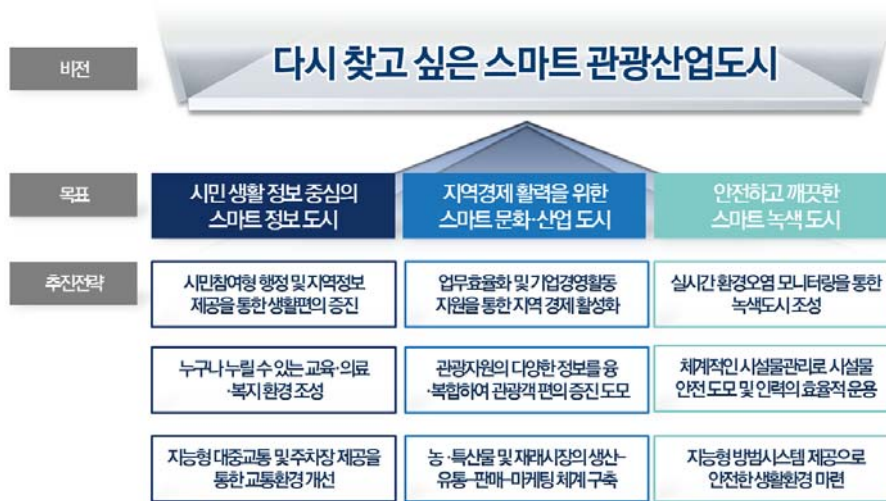 비전
다시 찾고 싶은 스마트 관광산업도시
목표
시민 생활 정보 중심의
스마트 정보 도시
지역경제 활력을 위한
스마트 문화·산업 도시
안전하고 깨끗한
스마트 녹색 도시
추진전략
시민참여형 행정 및 지역정보
제공을 통한 생활편의 증진
업무효율화 및 기업경영활동
지원을 통한 지역 경제 활성화
실시간 환경오염 모니터랑을 통한
녹색도시 조성
누구나 누릴 수 있는 교육·의료
·복지 환경 조성
관광자원의 다양한 정보를 융
·복합하여 관광객 편의 증진 도모
체계적인 시설물관리로 시설물
안전 도모 및 인력의 효율적 운용
지능형 대중교통 및 주차장 제공을
통한 교통환경 개선
농·특산물 및 재래시장의 생산-
유통-판매-마케팅 체계 구축
지능형 방범시스템 제공으로
안전한 생활환경 마련